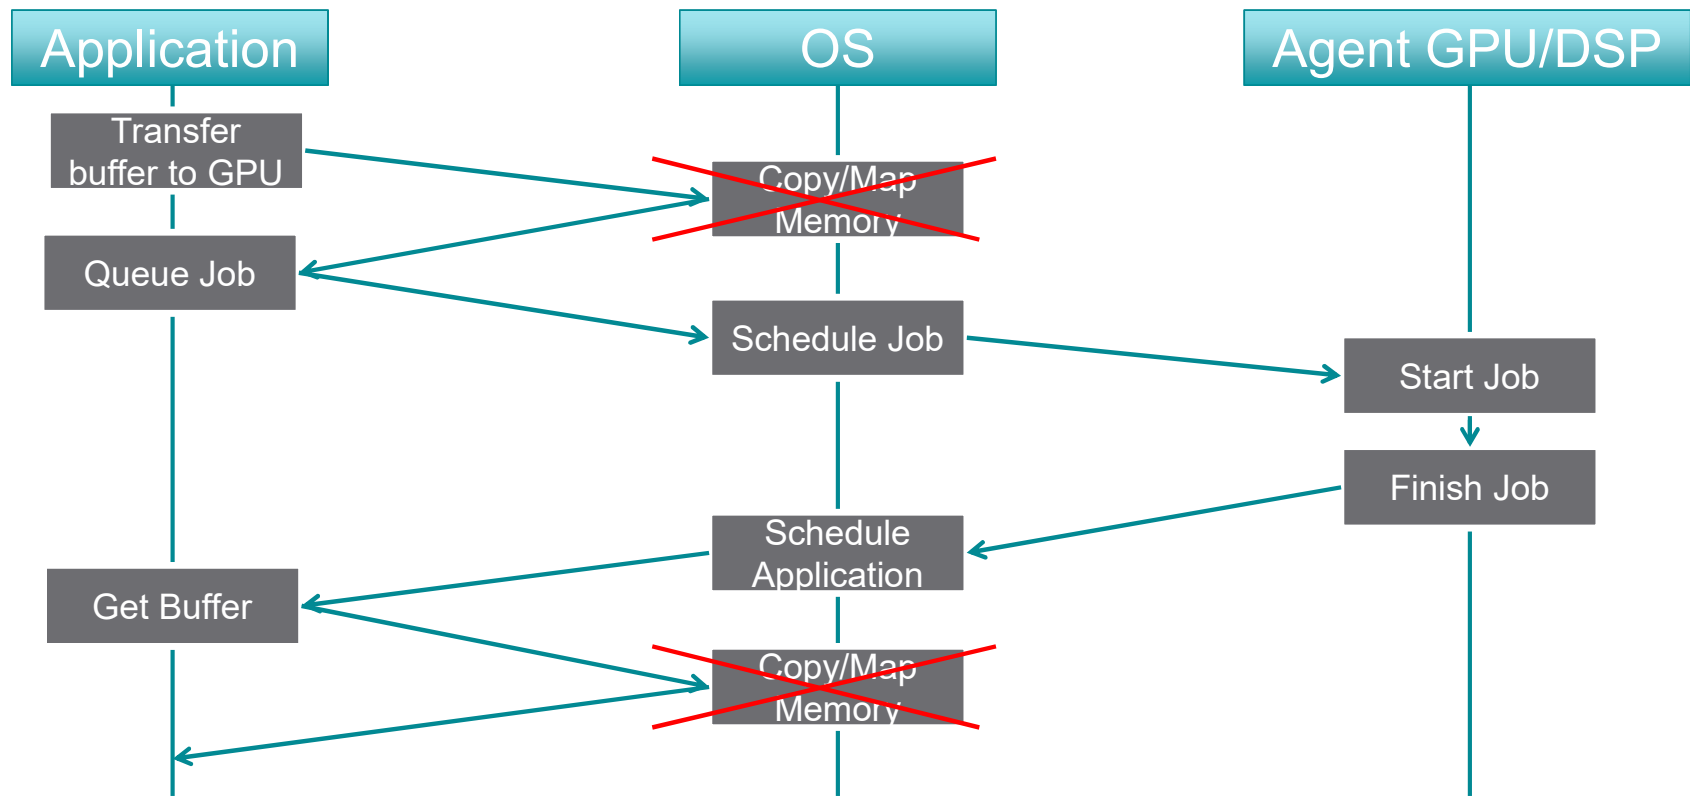 Application
OS
Agent GPU/DSP
Transfer
buffer to GPU
Copy/Map
Memory
Queue Job
Schedule Job
Start Job
Finish Job
Schedule
Application
Get Buffer
Copy/Map
Memory